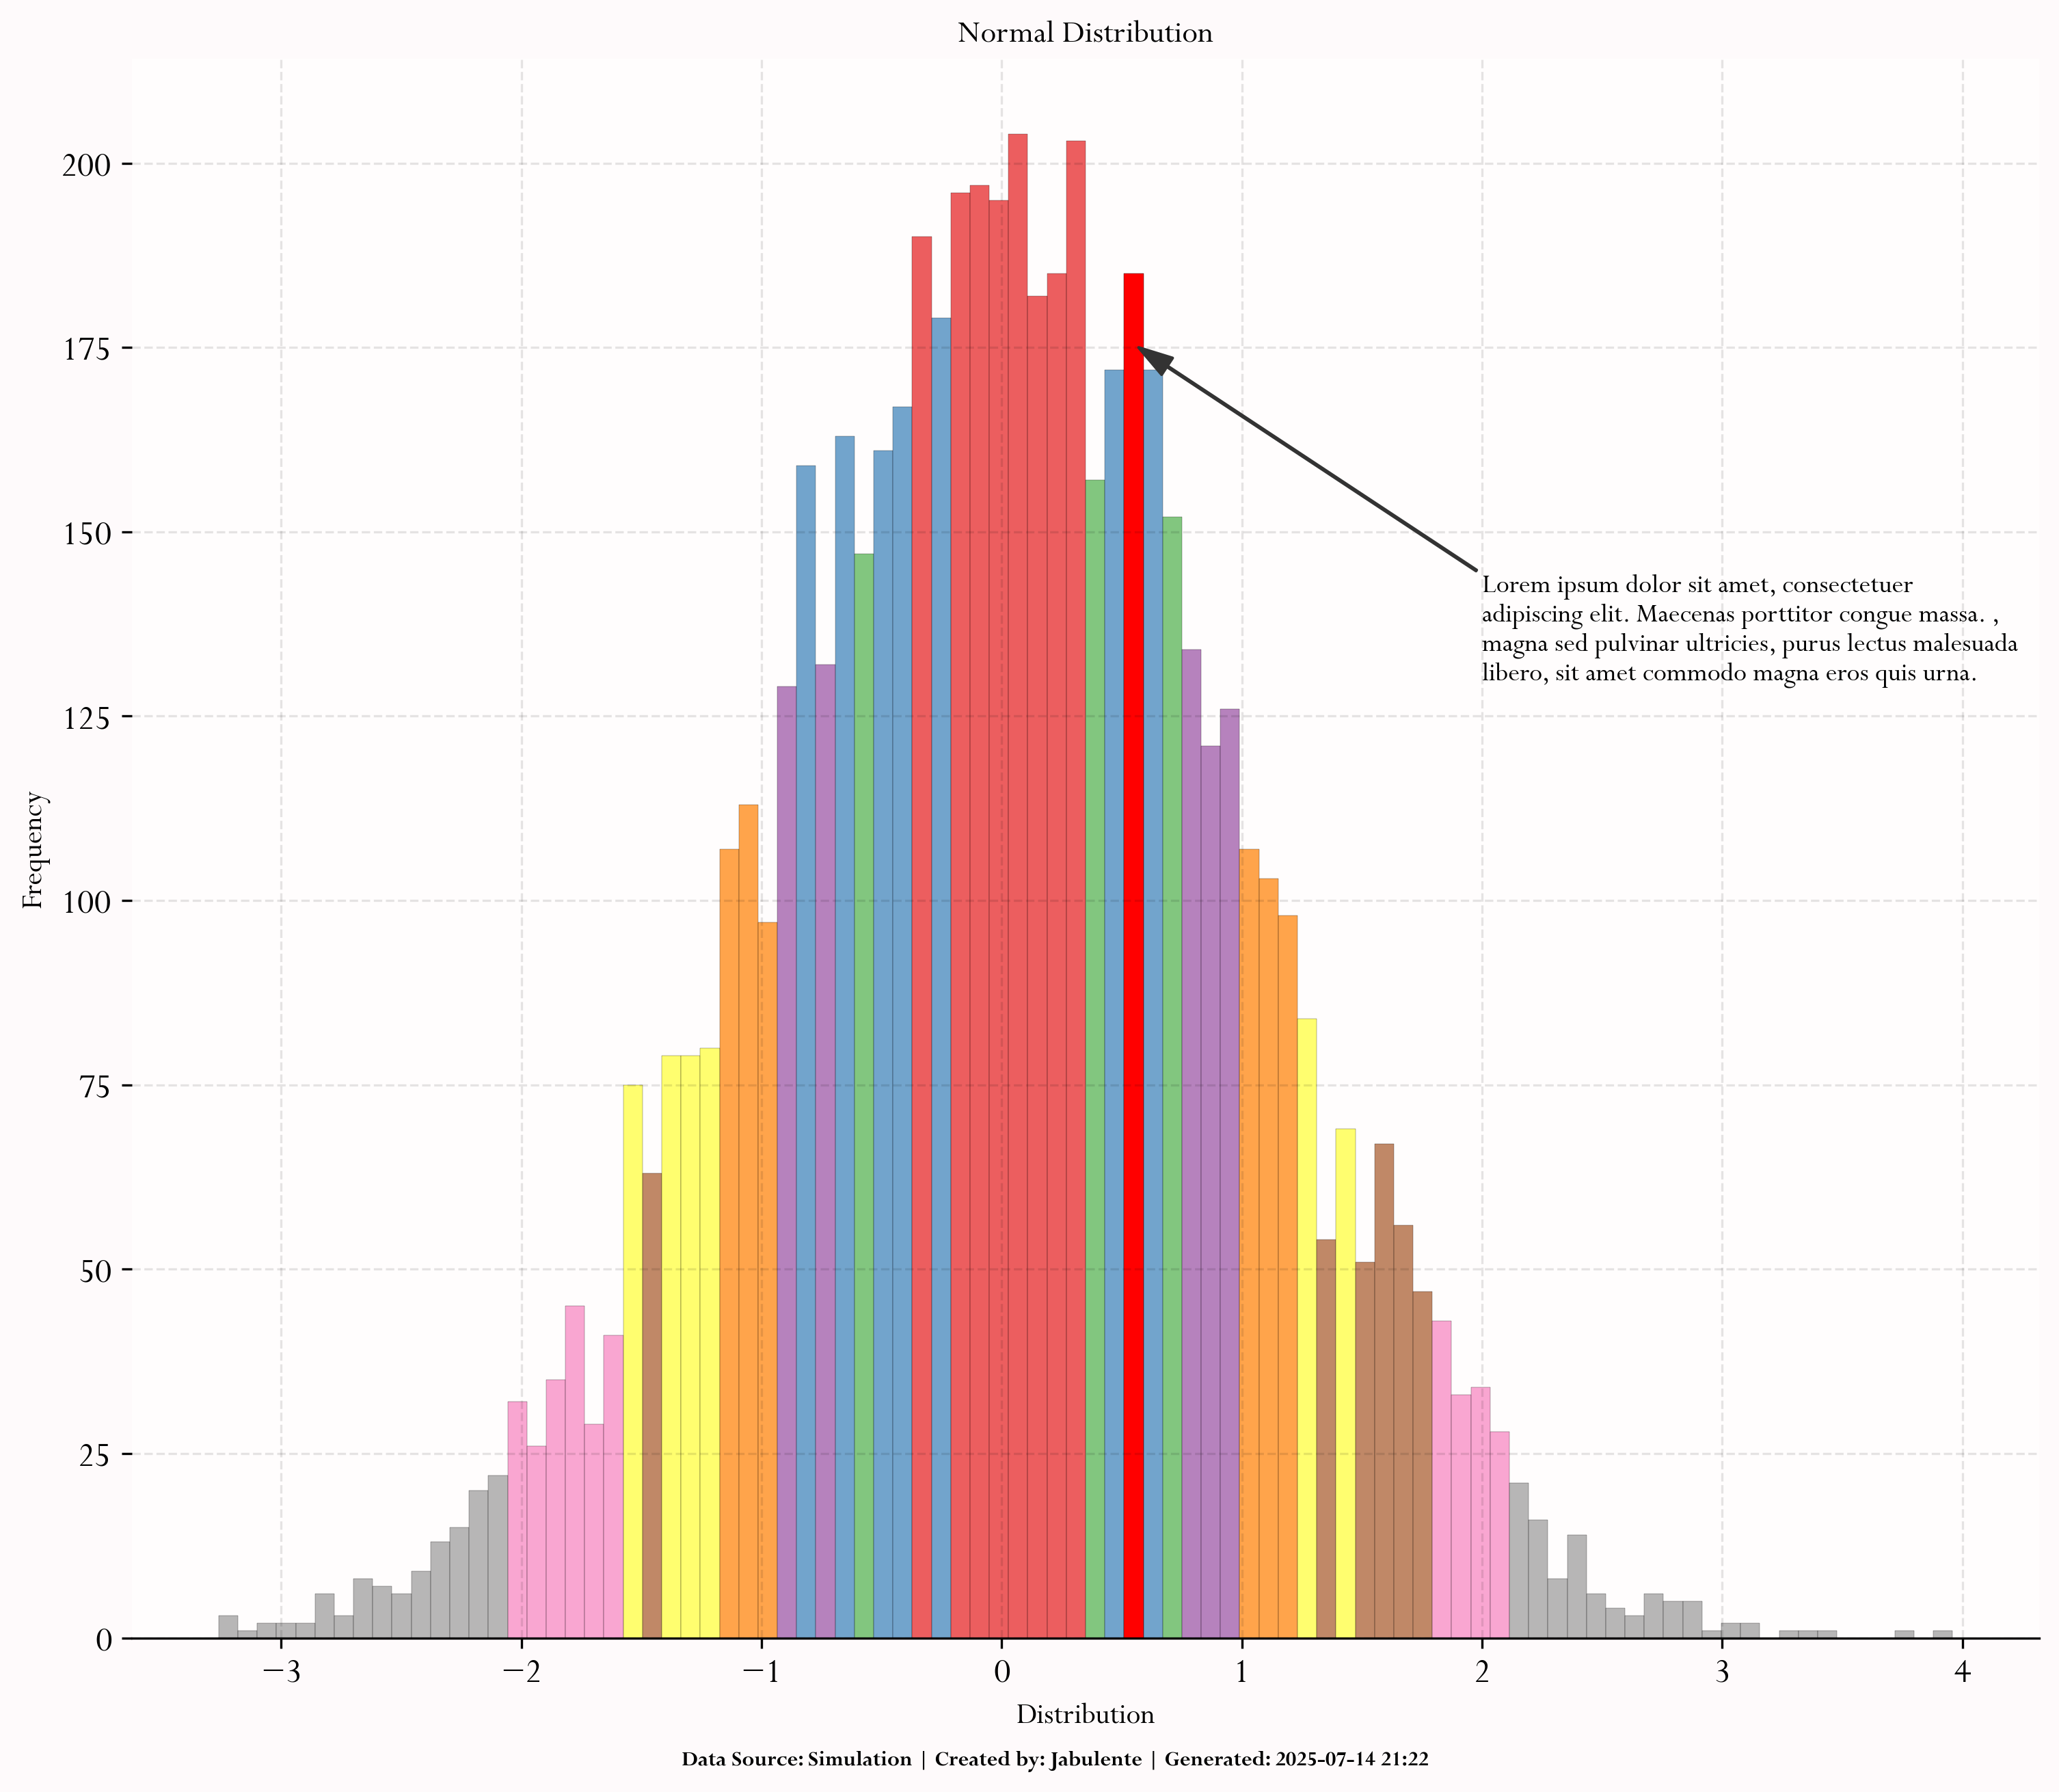 Normal Distribution
200
175
150
125
100
75
50
25
0
Frequency
Lorem ipsum dolor sit amet, consectetuer
adipiscing elit. Maecenas porttitor congue massa. ,
magna sed pulvinar ultricies, purus lectus malesuada
libero, sit amet commodo magna eros quis urna.
−3 −2 −1 0 1 2 3 4
Distribution
Data Source: Simulation | Created by: Jabulente | Generated: 2025-07-14 21:22